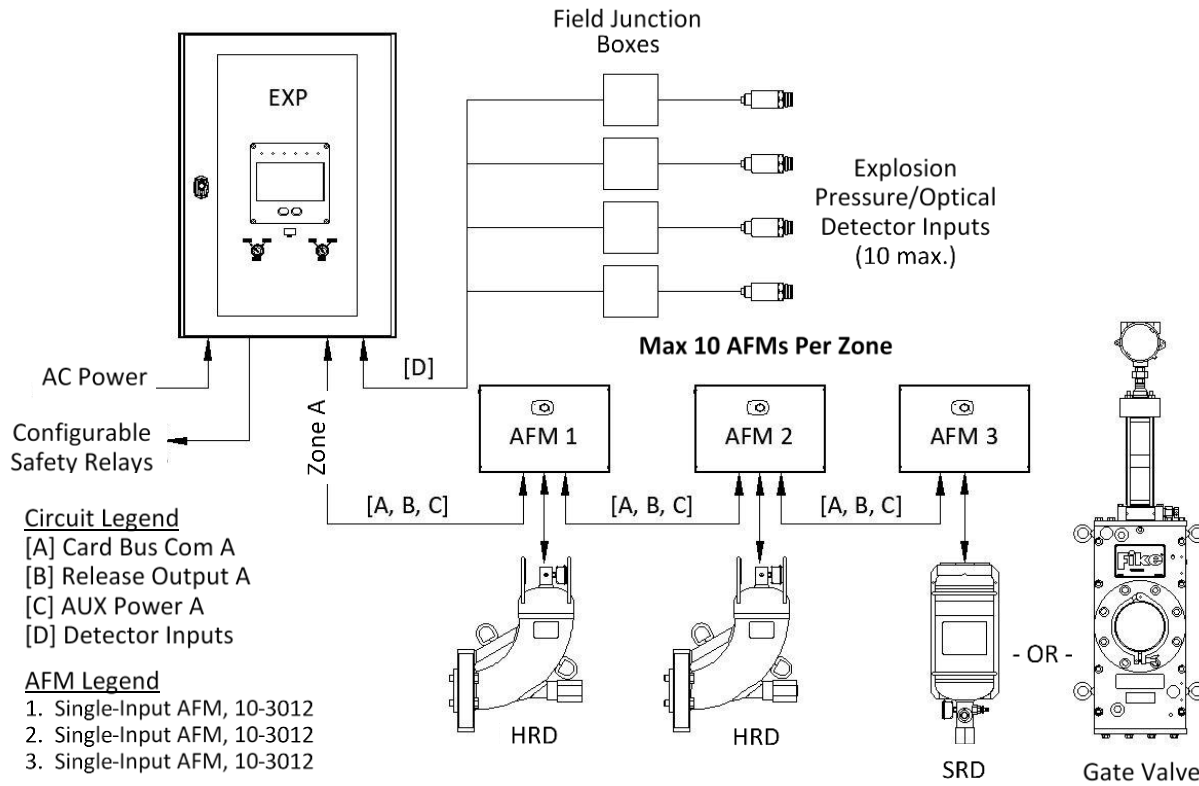 Field Junction
Boxes
EXP
Explosion
Pressure/Optical
Detector Inputs
(10 max.)
Max 10 AFMs Per Zone
AC Power
[D]
Configurable
Safety Relays
Zone A
AFM 1
AFM 2
AFM 3
[A, B, C]
[A, B, C]
[A, B, C]
Circuit Legend
[A] Card Bus Com A
[B] Release Output A
[C] AUX Power A
[D] Detector Inputs
Fike
- OR -
AFM Legend
1. Single-Input AFM, 10-3012
2. Single-Input AFM, 10-3012
3. Single-Input AFM, 10-3012
HRD
HRD
SRD
Gate Valve